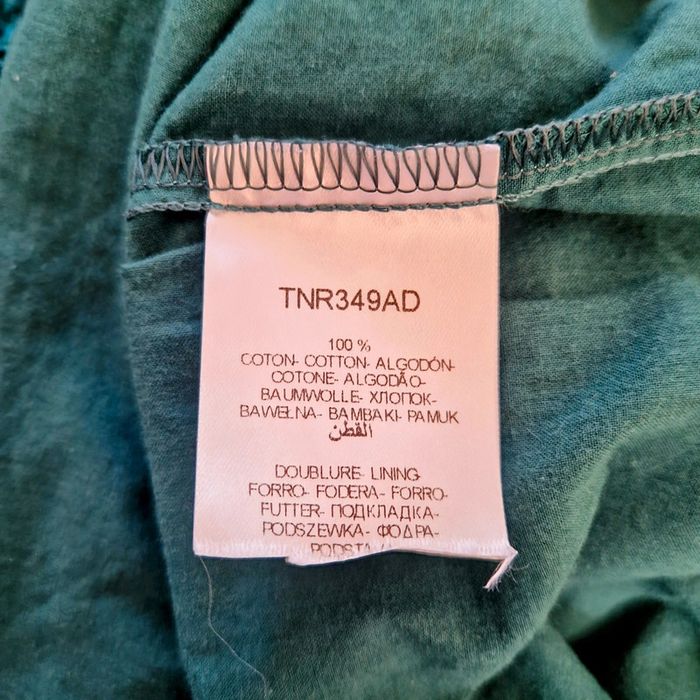 TNR349AD
100 %
COTON- COTTON- ALGODÓN-
COTONE- ALGODÃO-
BAUMWOLLE- ХЛОПОК-
BAWEŁNA- BAMBAKI- PAMUK
القطن
DOUBLURE- LINING-
FORRO- FODERA- FORRO-
FUTTER- ПОДКЛАДКА-
PODSZEWKA- ФОДРА-